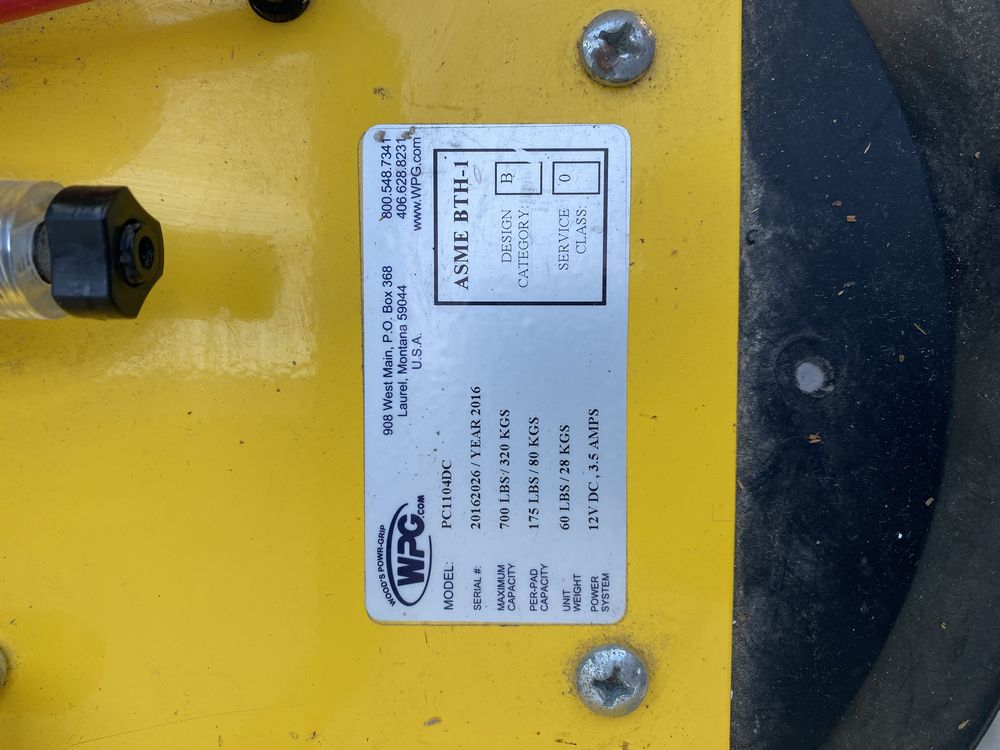 WOOD'S POWR-GRIP
WPG.COM
908 West Main, P.O. Box 368
Laurel, Montana 59044
U.S.A.
800.548.7341
406.628.8231
www.WPG.com
MODEL: PC1104DC
SERIAL #: 20162026 / YEAR 2016
MAXIMUM CAPACITY 700 LBS / 320 KGS
PER-PAD CAPACITY 175 LBS / 80 KGS
UNIT WEIGHT 60 LBS / 28 KGS
POWER SYSTEM 12V DC , 3.5 AMPS
ASME BTH-1
DESIGN CATEGORY: B
SERVICE CLASS: 0